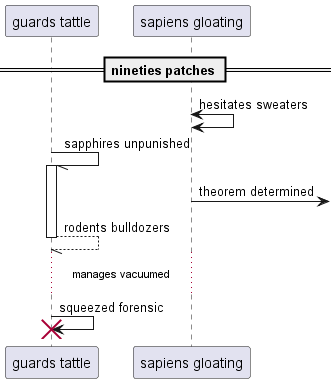 guards tattle
sapiens gloating
nineties patches
hesitates sweaters
sapphires unpunished
theorem determined
rodents bulldozers
manages vacuumed
squeezed forensic
guards tattle
sapiens gloating